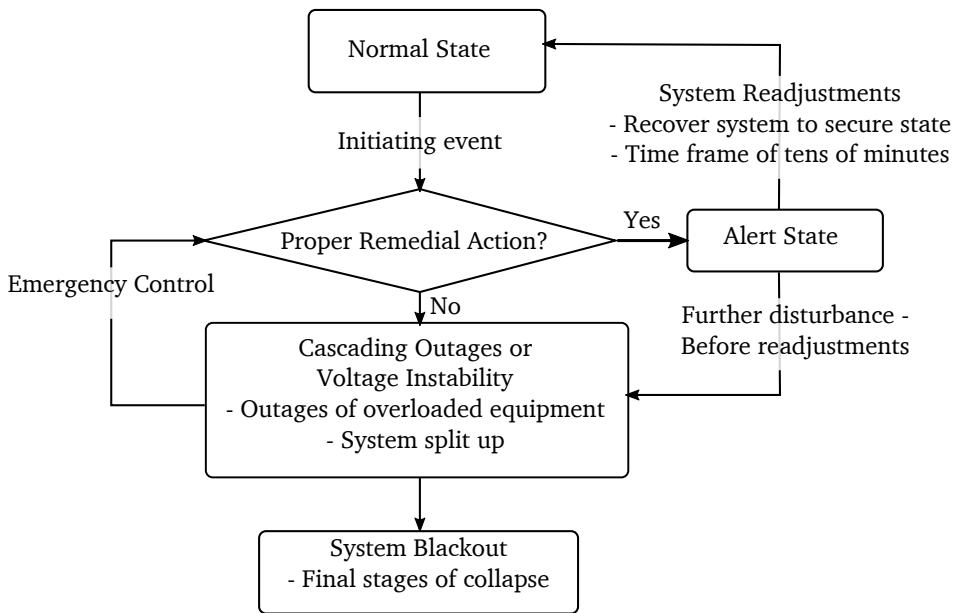 Normal State
System Readjustments
- Recover system to secure state
- Time frame of tens of minutes
Initiating event
Yes
Proper Remedial Action?
Alert State
Emergency Control
No
Further disturbance -
Before readjustments
Cascading Outages or
Voltage Instability
- Outages of overloaded equipment
- System split up
System Blackout
- Final stages of collapse